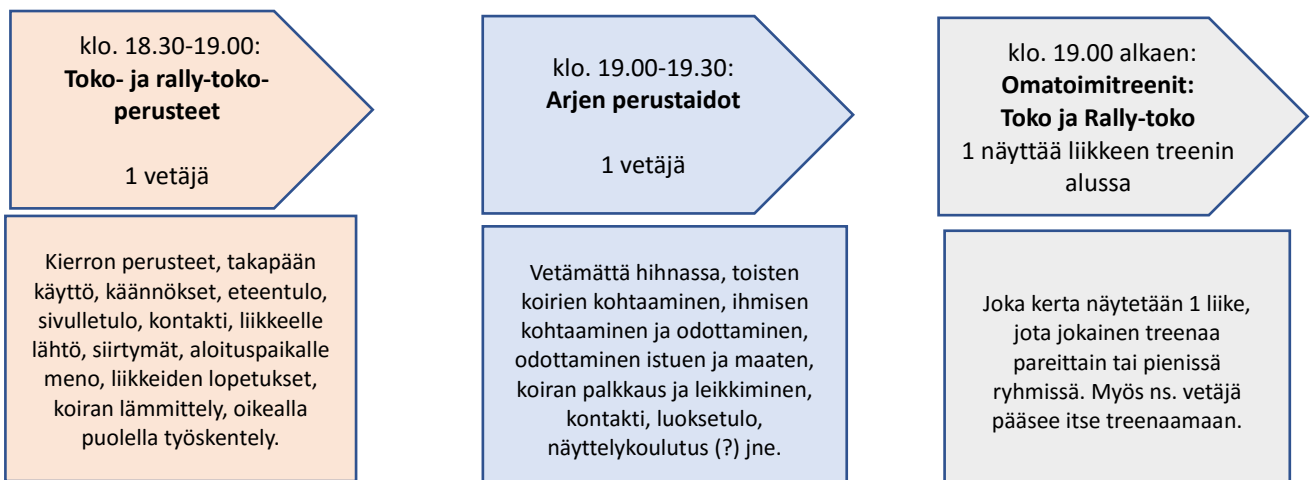 klo. 18.30-19.00:
Toko- ja rally-toko-
perusteet
1 vetäjä
Kierron perusteet, takapään
käyttö, käännökset, eteentulo,
sivulletulo, kontakti, liikkeelle
lähtö, siirtymät, aloituspaikalle
meno, liikkeiden lopetukset,
koiran lämmittely, oikealla
puolella työskentely.
klo. 19.00-19.30:
Arjen perustaidot
1 vetäjä
Vetämättä hihnassa, toisten
koirien kohtaaminen, ihmisen
kohtaaminen ja odottaminen,
odottaminen istuen ja maaten,
koiran palkkaus ja leikkiminen,
kontakti, luoksetulo,
näyttelykoulutus (?) jne.
klo. 19.00 alkaen:
Omatoimitreenit:
Toko ja Rally-toko
1 näyttää liikkeen treenin
alussa
Joka kerta näytetään 1 liike,
jota jokainen treenaa
pareittain tai pienissä
ryhmissä. Myös ns. vetäjä
pääsee itse treenaamaan.